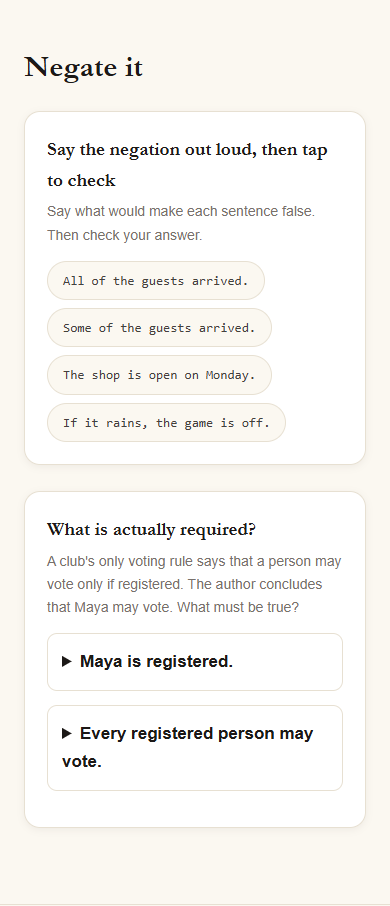 Negate it
Say the negation out loud, then tap
to check
Say what would make each sentence false.
Then check your answer.
All of the guests arrived.
Some of the guests arrived.
The shop is open on Monday.
If it rains, the game is off.
What is actually required?
A club's only voting rule says that a person may
vote only if registered. The author concludes
that Maya may vote. What must be true?
Maya is registered.
Every registered person may
vote.